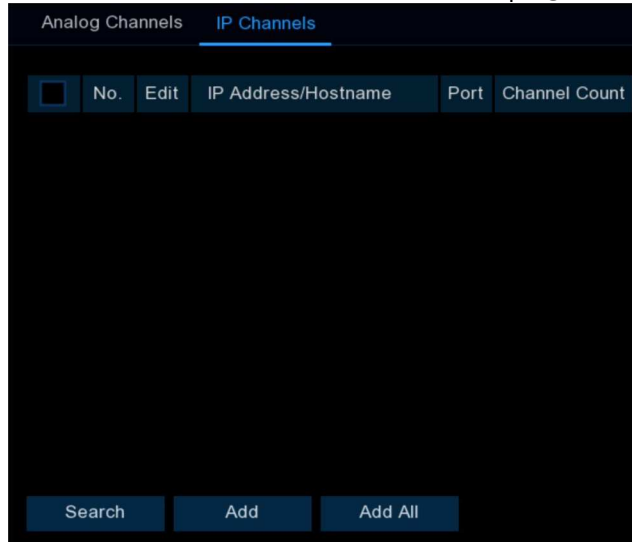 Analog Channels IP Channels
No. Edit IP Address/Hostname Port Channel Count
Search Add Add All